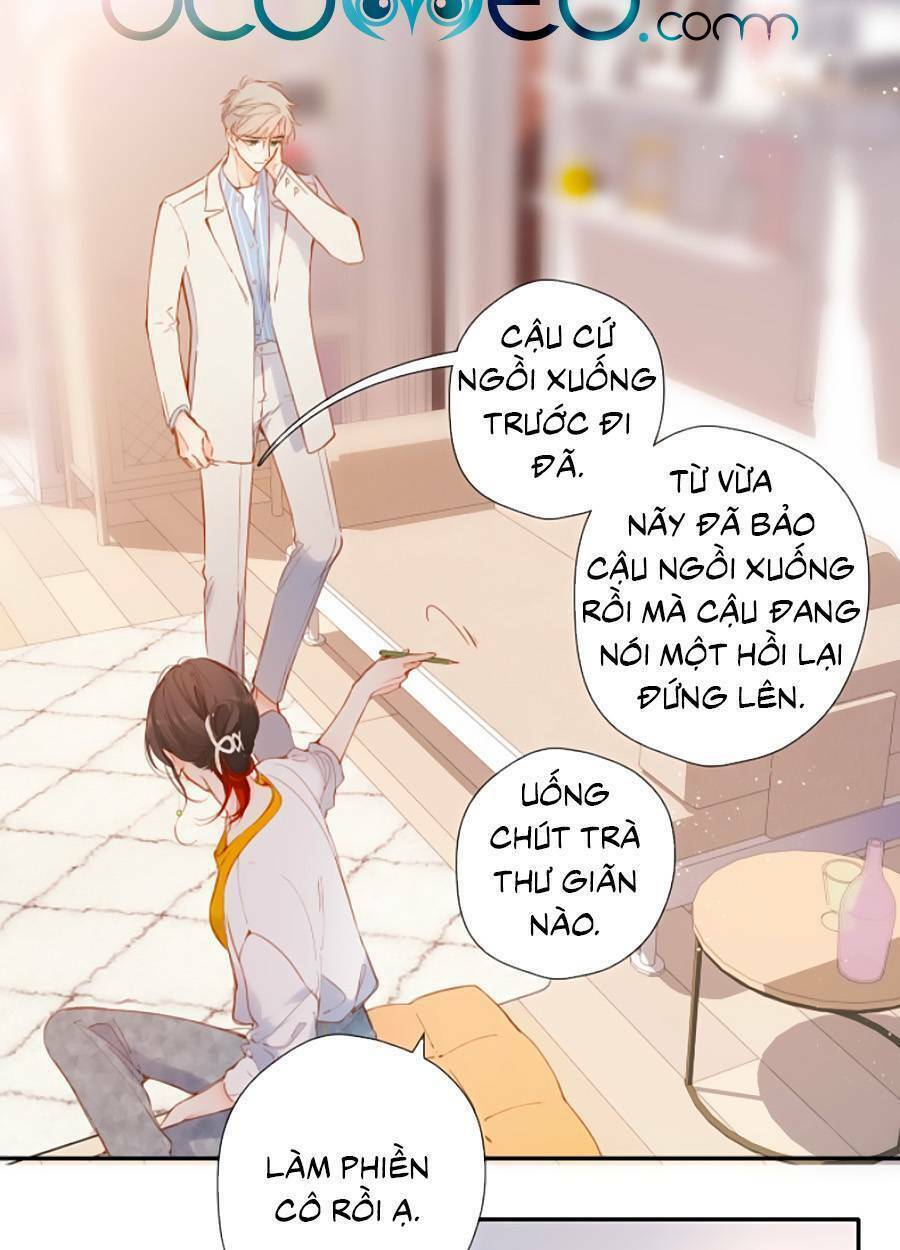 ocomeo.com
CẬU CỨ
NGỒI XUỐNG
TRƯỚC ĐI
ĐÃ.
TỪ VỪA
NÃY ĐÃ BẢO
CẬU NGỒI XUỐNG
RỒI MÀ CẬU ĐANG
NÓI MỘT HỒI LẠI
ĐỨNG LÊN.
UỐNG
CHÚT TRÀ
THƯ GIÃN
NÀO.
LÀM PHIỀN
CÔ RỒI Ạ.